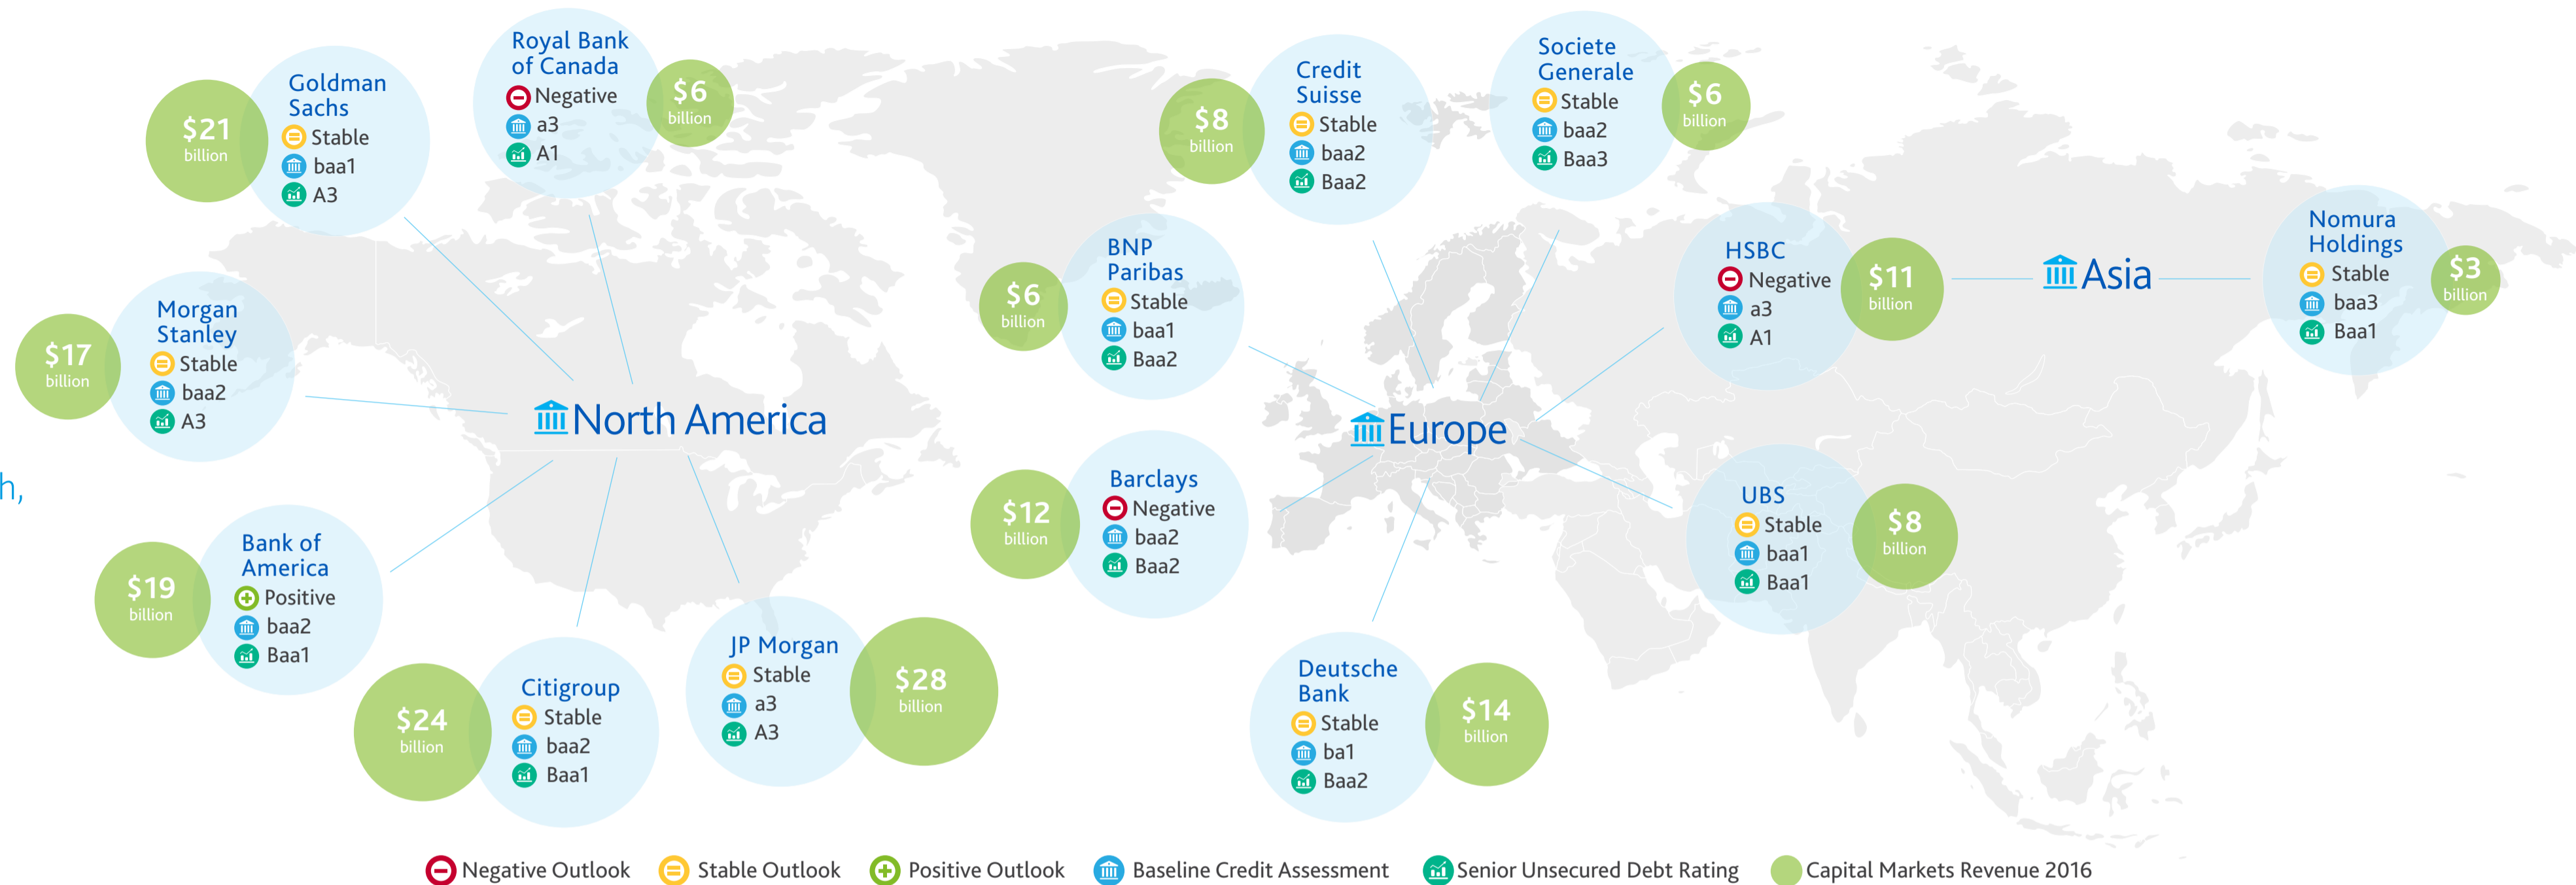 Goldman
Sachs
Stable
baa1
A3
$21
billion
Royal Bank
of Canada
Negative
a3
A1
$6
billion
Morgan
Stanley
Stable
baa2
A3
$17
billion
North America
Bank of
America
Positive
baa2
Baa1
$19
billion
Citigroup
Stable
baa2
Baa1
$24
billion
JP Morgan
Stable
a3
A3
$28
billion
h,
Credit
Suisse
Stable
baa2
Baa2
$8
billion
Societe
Generale
Stable
baa2
Baa3
$6
billion
BNP
Paribas
Stable
baa1
Baa2
$6
billion
HSBC
Negative
a3
A1
$11
billion
Europe
Barclays
Negative
baa2
Baa2
$12
billion
UBS
Stable
baa1
Baa1
$8
billion
Deutsche
Bank
Stable
ba1
Baa2
$14
billion
Asia
Nomura
Holdings
Stable
baa3
Baa1
$3
billion
Negative Outlook
Stable Outlook
Positive Outlook
Baseline Credit Assessment
Senior Unsecured Debt Rating
Capital Markets Revenue 2016